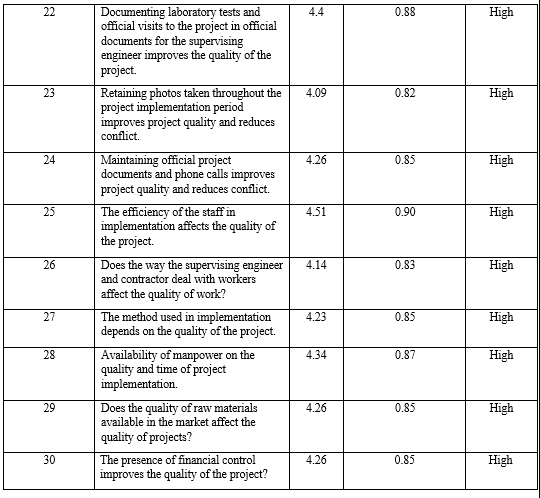 22 Documenting laboratory tests and 4.4 0.88 High
official visits to the project in official
documents for the supervising
engineer improves the quality of the
project.
23 Retaining photos taken throughout the 4.09 0.82 High
project implementation period
improves project quality and reduces
conflict.
24 Maintaining official project 4.26 0.85 High
documents and phone calls improves
project quality and reduces conflict.
25 The efficiency of the staff in 4.51 0.90 High
implementation affects the quality of
the project.
26 Does the way the supervising engineer 4.14 0.83 High
and contractor deal with workers
affect the quality of work?
27 The method used in implementation 4.23 0.85 High
depends on the quality of the project.
28 Availability of manpower on the 4.34 0.87 High
quality and time of project
implementation.
29 Does the quality of raw materials 4.26 0.85 High
available in the market affect the
quality of projects?
30 The presence of financial control 4.26 0.85 High
improves the quality of the project?